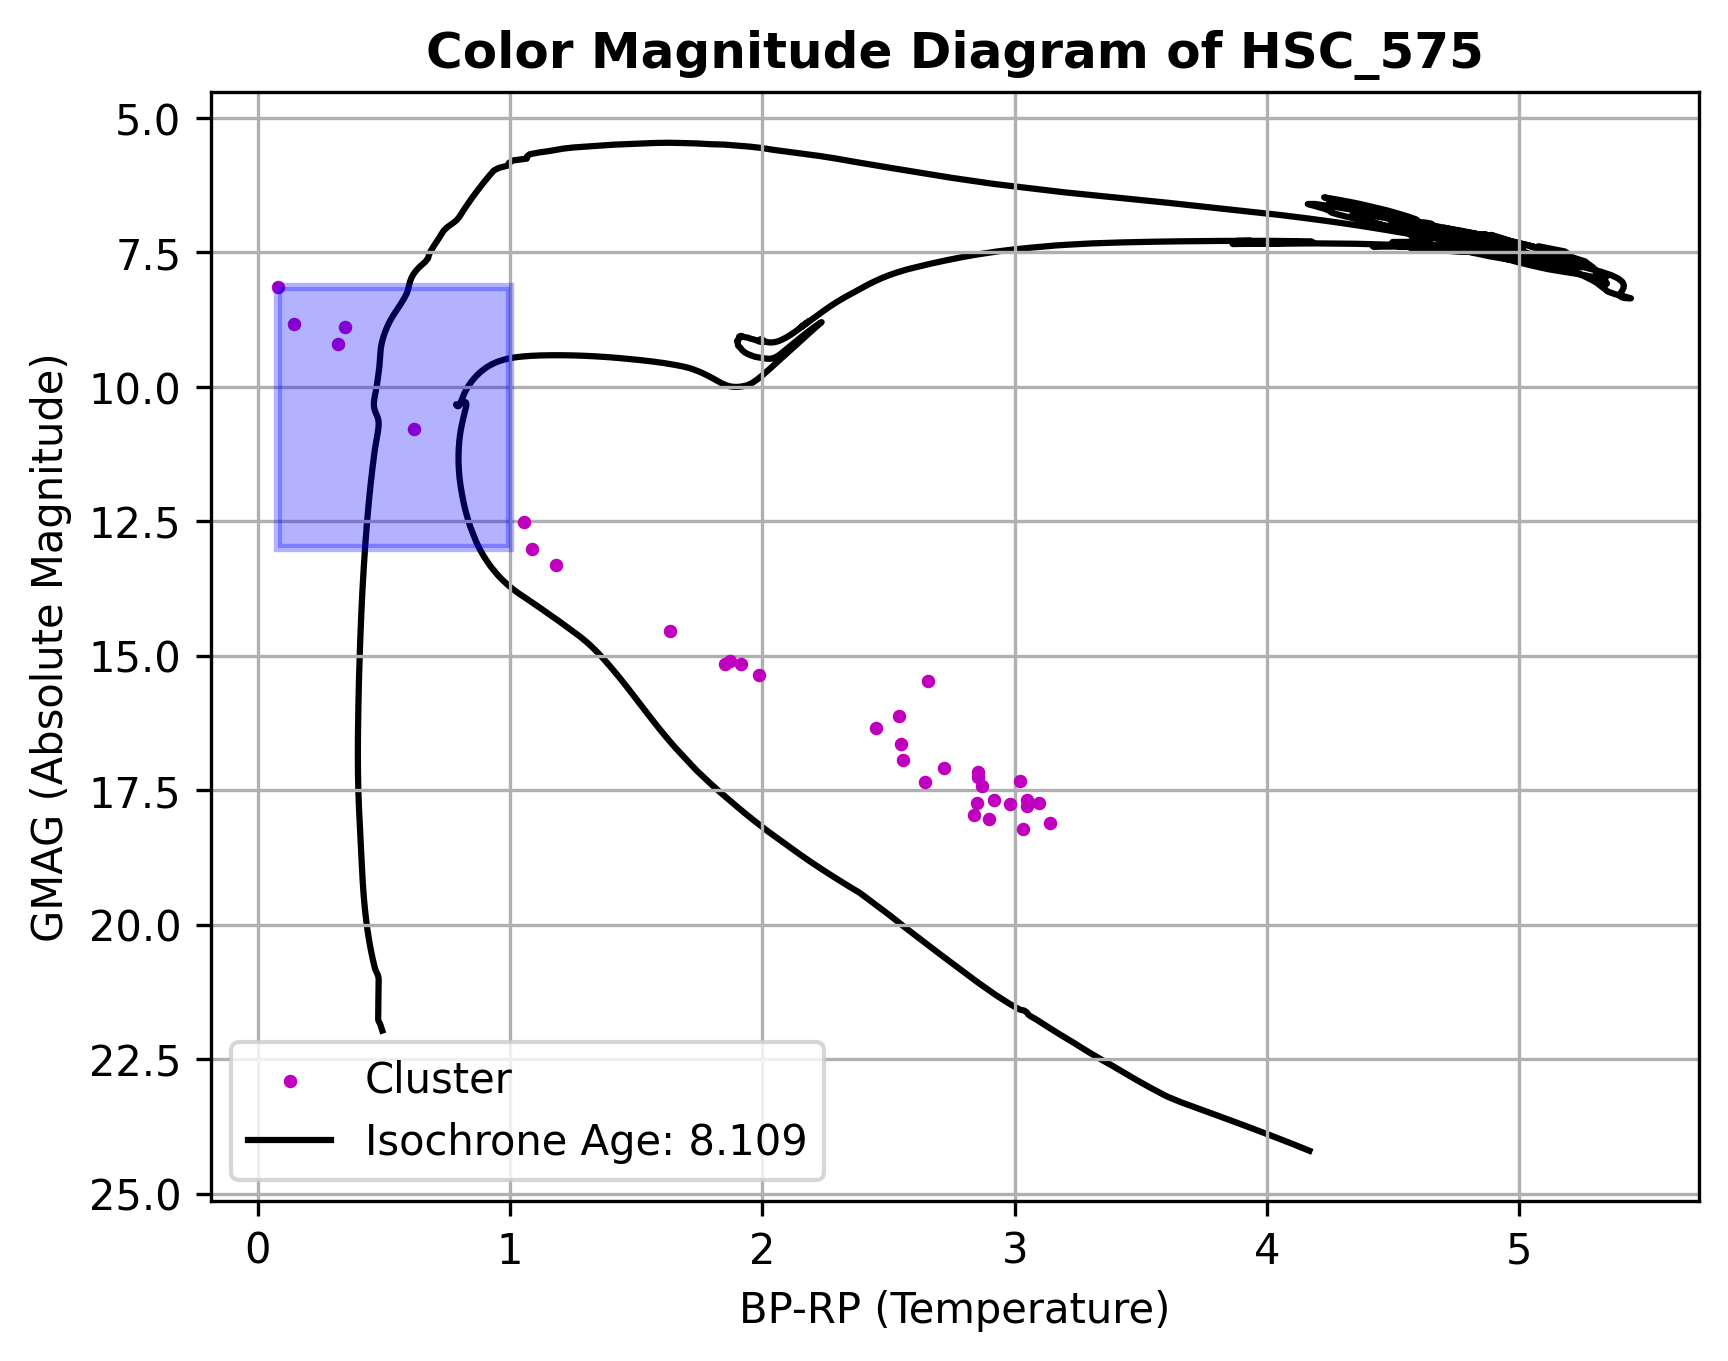 Color Magnitude Diagram of HSC_575
GMAG (Absolute Magnitude)
5.0
7.5
10.0
12.5
15.0
17.5
20.0
22.5
25.0
Cluster
Isochrone Age: 8.109
0 1 2 3 4 5
BP-RP (Temperature)